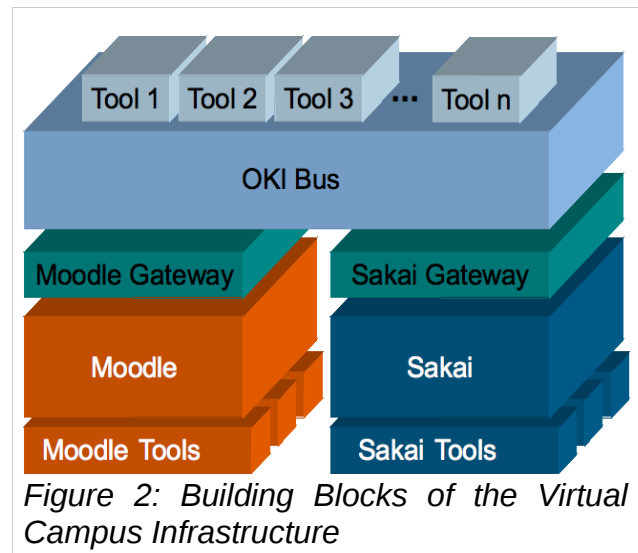 Tool 1 Tool 2 Tool 3 ... Tool n
OKI Bus
Moodle Gateway Sakai Gateway
Moodle Sakai
Moodle Tools Sakai Tools
Figure 2: Building Blocks of the Virtual
Campus Infrastructure